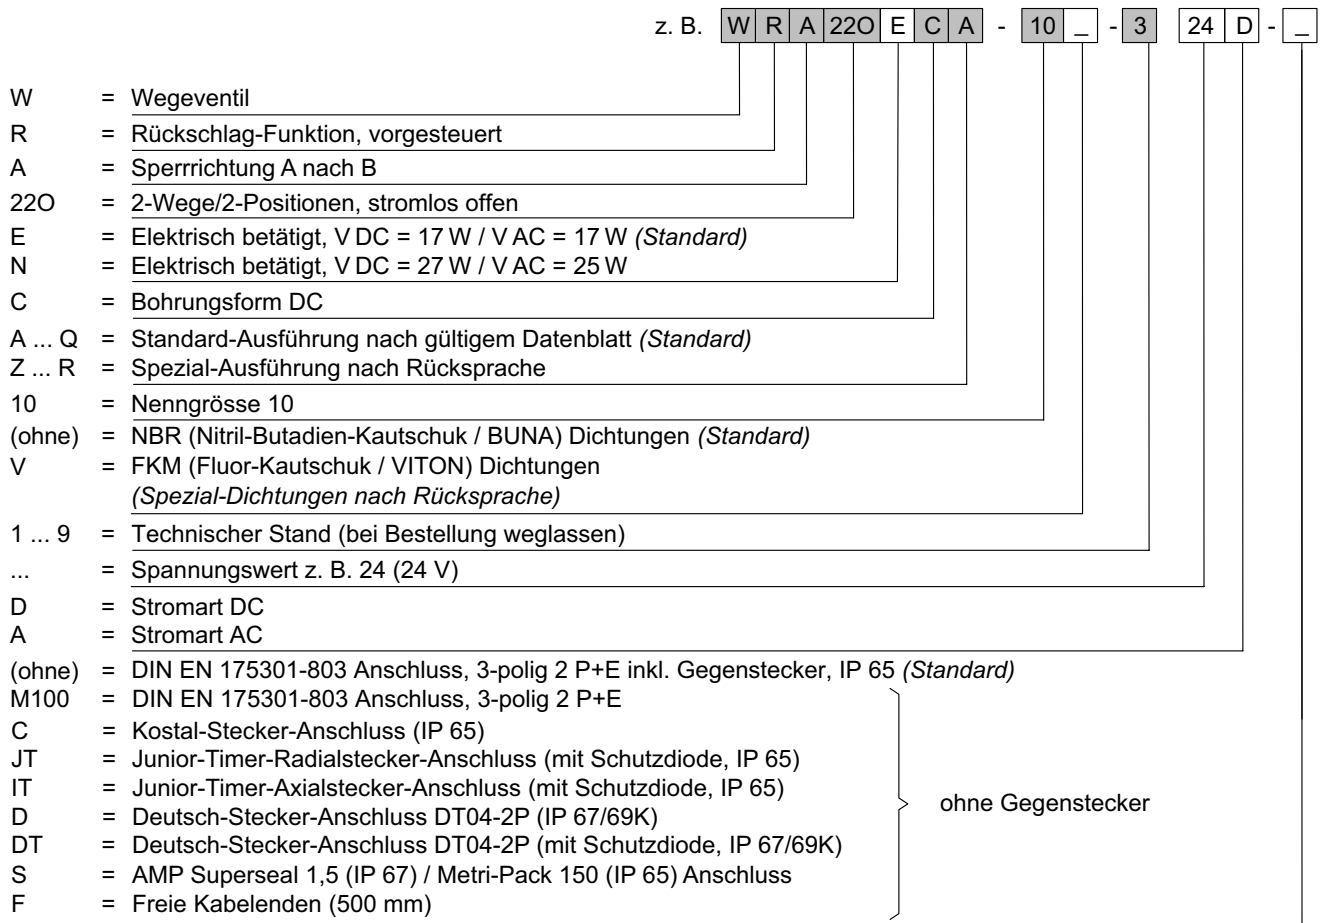 z. B. W R A 22O E C A - 10 _ - 3 24 D - _
W = Wegeventil
R = Rückschlag-Funktion, vorgesteuert
A = Sperrrichtung A nach B
22O = 2-Wege/2-Positionen, stromlos offen
E = Elektrisch betätigt, V DC = 17 W / V AC = 17 W (Standard)
N = Elektrisch betätigt, V DC = 27 W / V AC = 25 W
C = Bohrungsform DC
A ... Q = Standard-Ausführung nach gültigem Datenblatt (Standard)
Z ... R = Spezial-Ausführung nach Rücksprache
10 = Nenngrösse 10
(ohne) = NBR (Nitril-Butadien-Kautschuk / BUNA) Dichtungen (Standard)
V = FKM (Fluor-Kautschuk / VITON) Dichtungen
(Spezial-Dichtungen nach Rücksprache)
1 ... 9 = Technischer Stand (bei Bestellung weglassen)
... = Spannungswert z. B. 24 (24 V)
D = Stromart DC
A = Stromart AC
(ohne) = DIN EN 175301-803 Anschluss, 3-polig 2 P+E inkl. Gegenstecker, IP 65 (Standard)
M100 = DIN EN 175301-803 Anschluss, 3-polig 2 P+E
C = Kostal-Stecker-Anschluss (IP 65)
JT = Junior-Timer-Radialstecker-Anschluss (mit Schutzdiode, IP 65)
IT = Junior-Timer-Axialstecker-Anschluss (mit Schutzdiode, IP 65)
D = Deutsch-Stecker-Anschluss DT04-2P (IP 67/69K)
DT = Deutsch-Stecker-Anschluss DT04-2P (mit Schutzdiode, IP 67/69K)
S = AMP Superseal 1,5 (IP 67) / Metri-Pack 150 (IP 65) Anschluss
F = Freie Kabelenden (500 mm)
ohne Gegenstecker